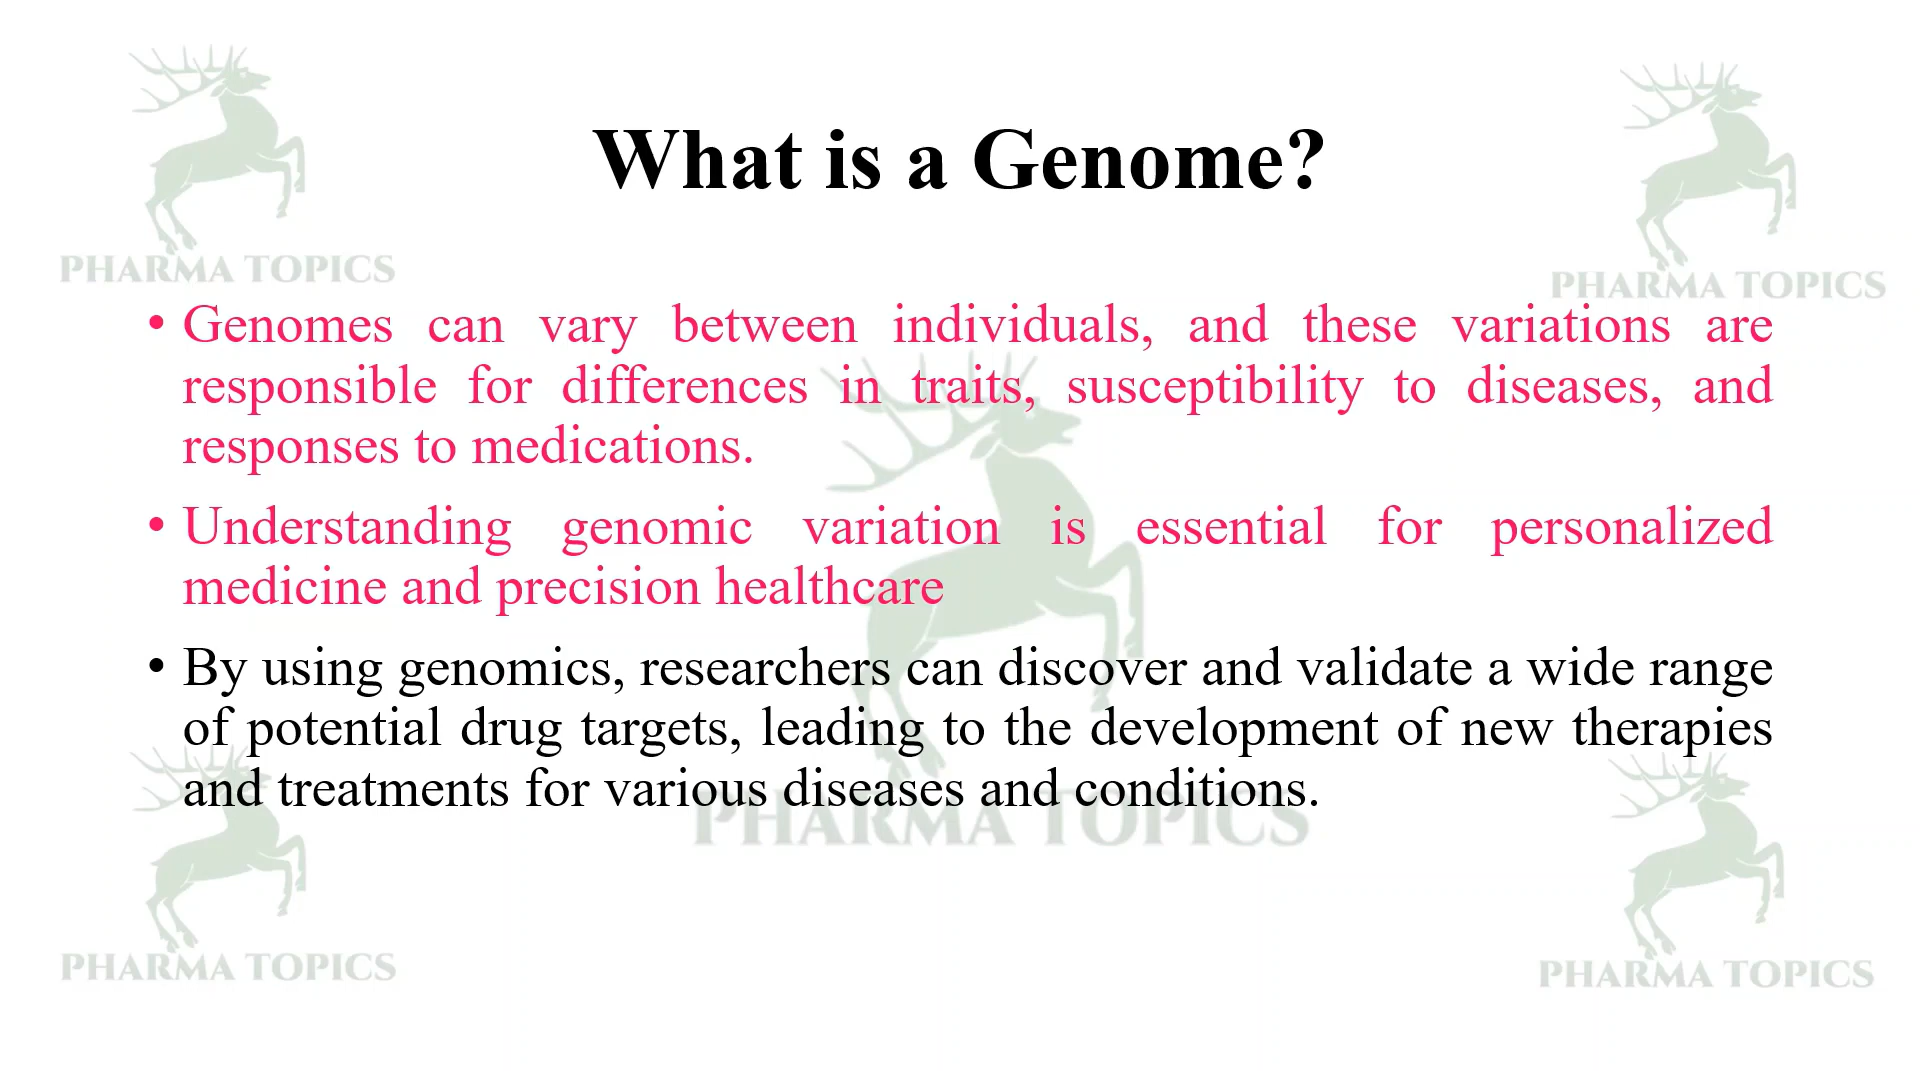 What is a Genome?
PHARMA TOPICS
PHARMA TOPICS
• Genomes can vary between individuals, and these variations are
responsible for differences in traits, susceptibility to diseases, and
responses to medications.
• Understanding genomic variation is essential for personalized
medicine and precision healthcare
• By using genomics, researchers can discover and validate a wide range
of potential drug targets, leading to the development of new therapies
and treatments for various diseases and conditions.
PHARMA TOPICS
PHARMA TOPICS
PHARMA TOPICS